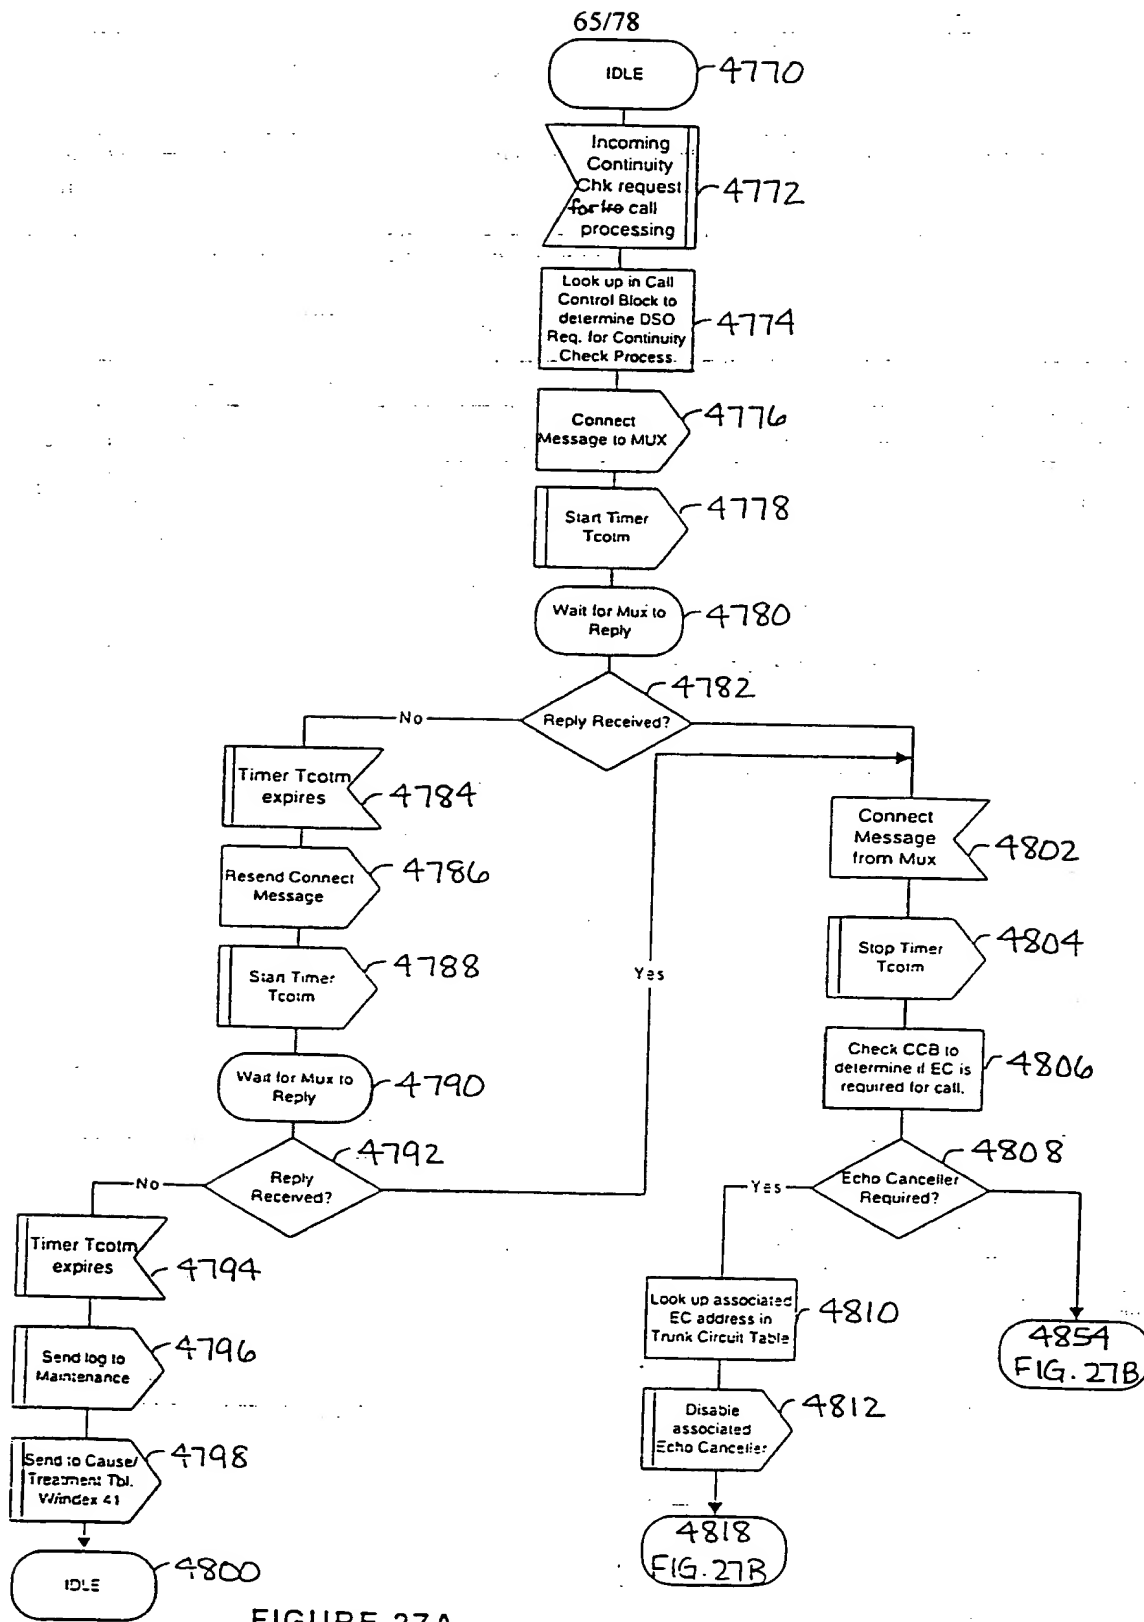 65/78
IDLE
4770
Incoming
Continuity
Chk request
for call
processing
4772
Look up in Call
Control Block to
determine DSO
Req. for Continuity
Check Process.
4774
Connect
Message to MUX
4776
Start Timer
Tcotm
4778
Wait for Mux to
Reply
4780
Reply Received?
4782
No
Timer Tcotm
expires
4784
Resend Connect
Message
4786
Start Timer
Tcotm
4788
Wait for Mux to
Reply
4790
Reply
Received?
4792
No
Yes
Timer Tcotm
expires
4794
Send log to
Maintenance
4796
Send to Cause/
Treatment Tbl.
W/index 41
4798
IDLE
4800
Connect
Message
from Mux
4802
Stop Timer
Tcotm
4804
Check CCB to
determine if EC is
required for call.
4806
Echo Canceller
Required?
4808
Yes
Look up associated
EC address in
Trunk Circuit Table
4810
Disable
associated
Echo Canceller
4812
4818
FIG. 27B
4854
FIG. 27B
FIGURE 27A